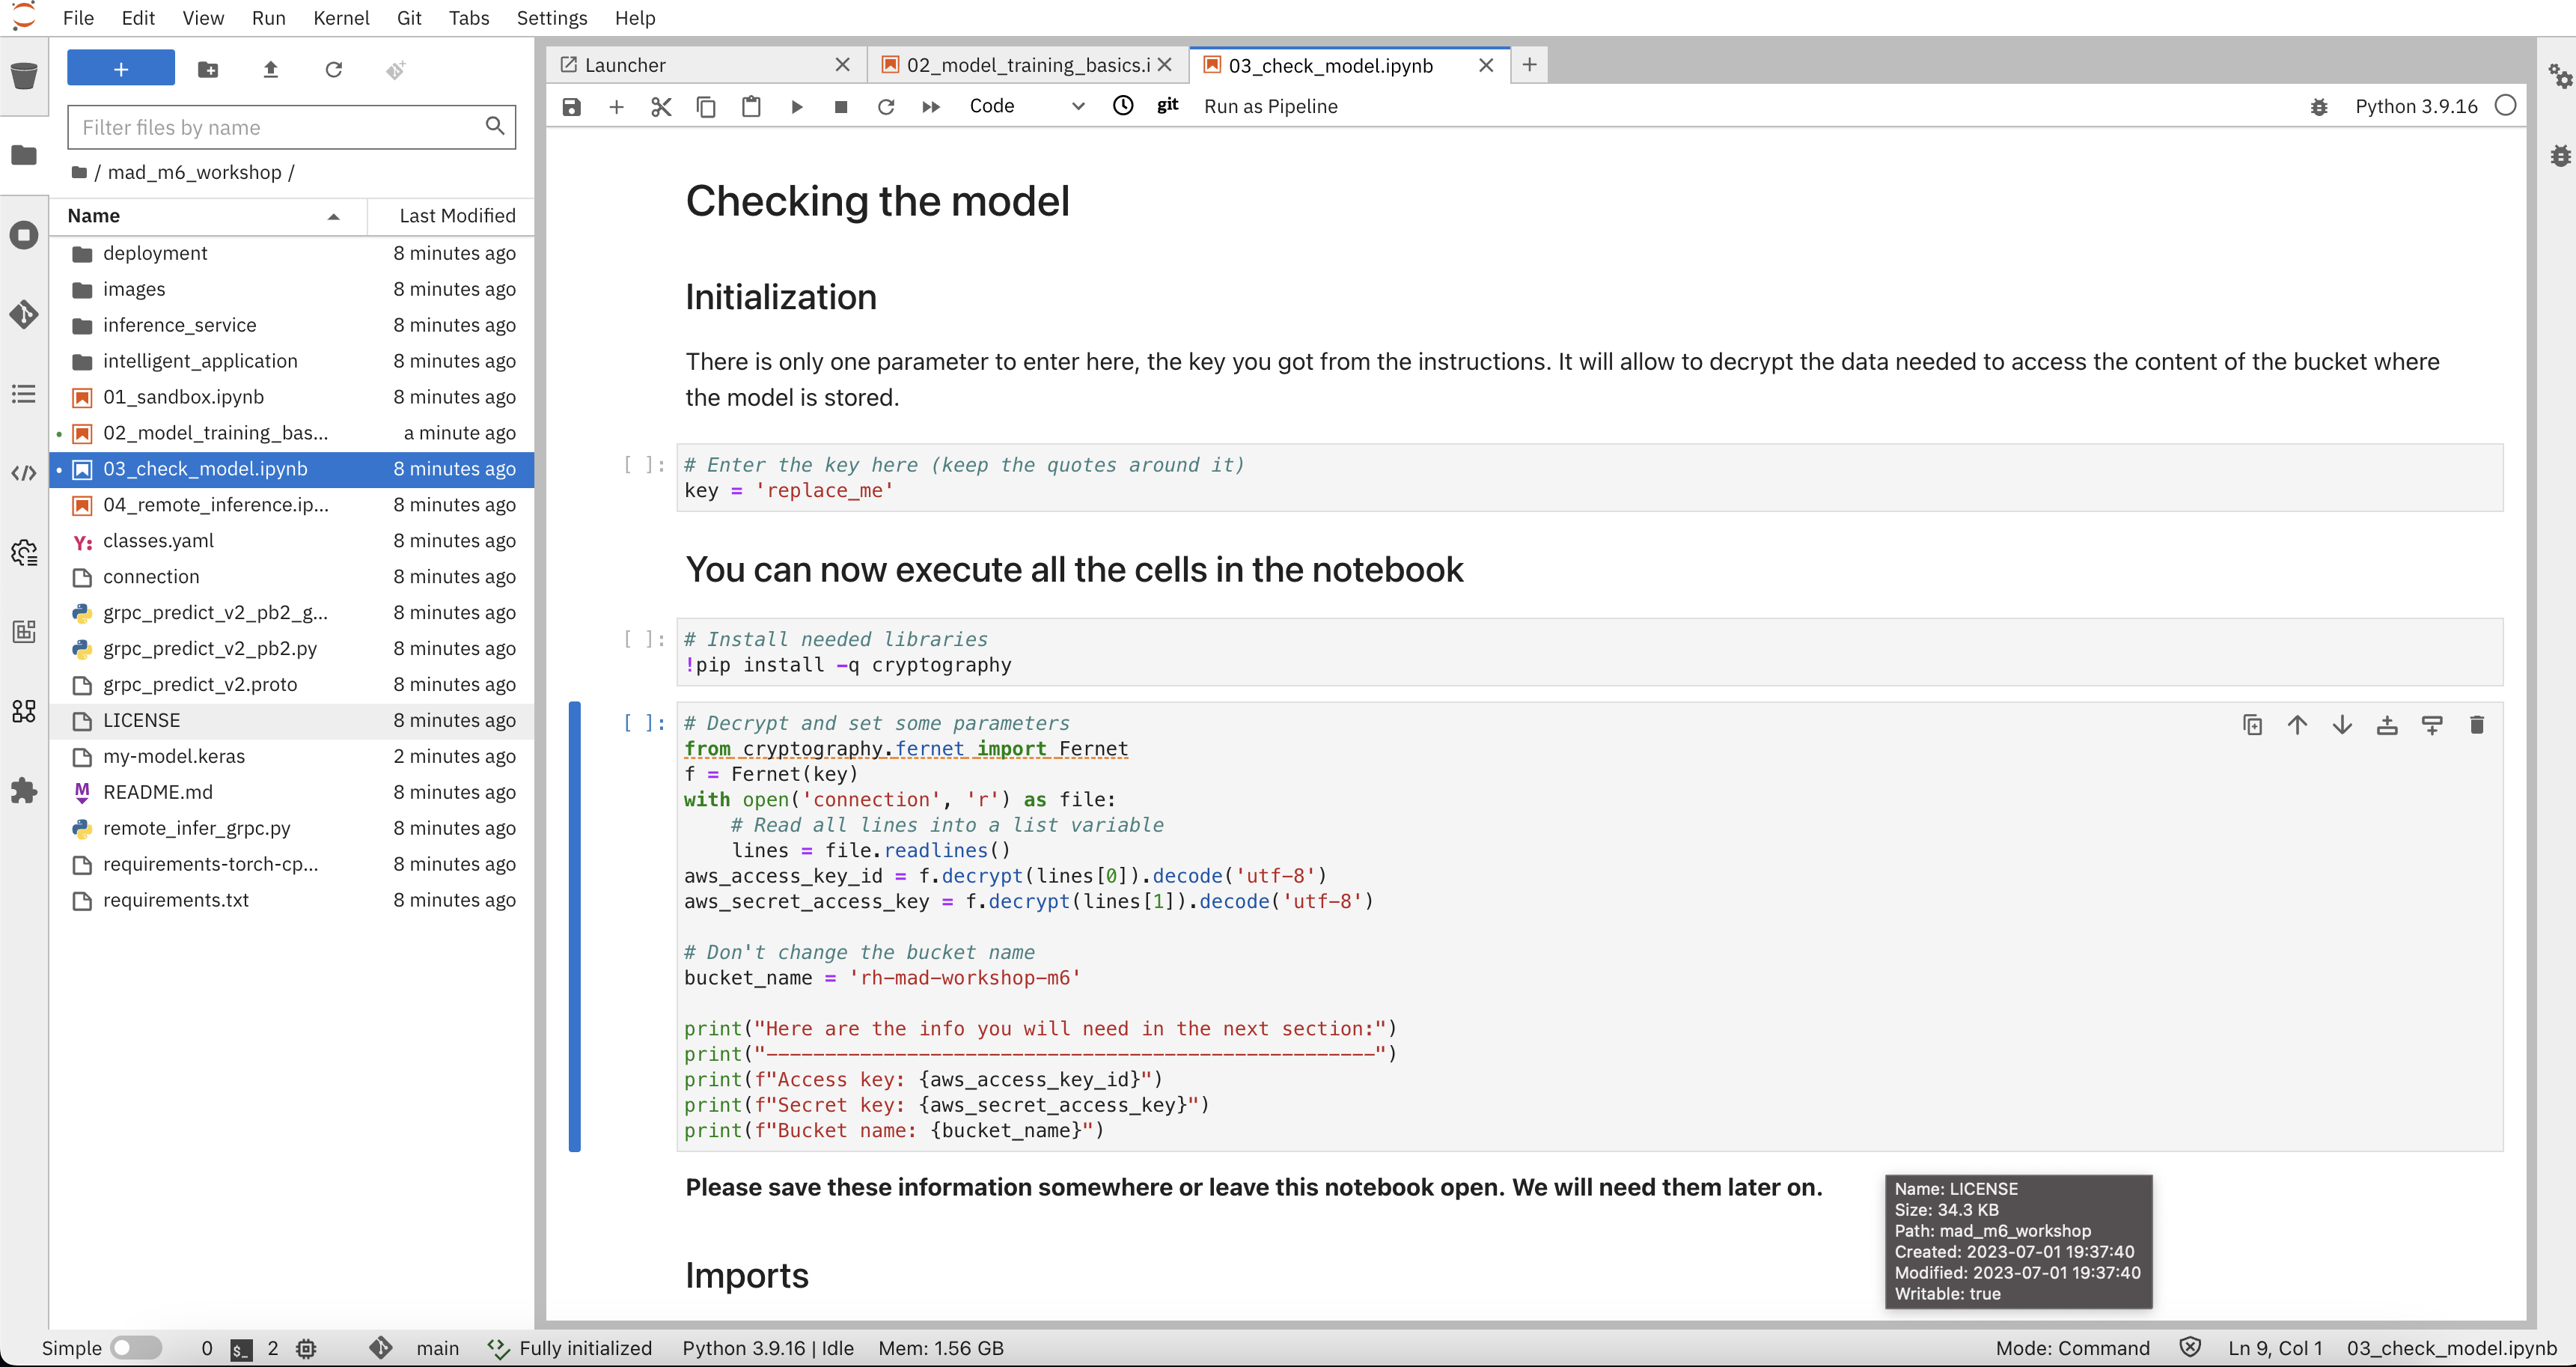 File Edit View Run Kernel Git Tabs Settings Help
+
Filter files by name
/ mad_m6_workshop /
Name Last Modified
deployment 8 minutes ago
images 8 minutes ago
inference_service 8 minutes ago
intelligent_application 8 minutes ago
01_sandbox.ipynb 8 minutes ago
02_model_training_bas... a minute ago
03_check_model.ipynb 8 minutes ago
04_remote_inference.ip... 8 minutes ago
Y: classes.yaml 8 minutes ago
connection 8 minutes ago
grpc_predict_v2_pb2_g... 8 minutes ago
grpc_predict_v2_pb2.py 8 minutes ago
grpc_predict_v2.proto 8 minutes ago
LICENSE 8 minutes ago
my-model.keras 2 minutes ago
M README.md 8 minutes ago
remote_infer_grpc.py 8 minutes ago
requirements-torch-cp... 8 minutes ago
requirements.txt 8 minutes ago
Launcher 02_model_training_basics.i 03_check_model.ipynb +
Code git Run as Pipeline Python 3.9.16
Checking the model
Initialization
There is only one parameter to enter here, the key you got from the instructions. It will allow to decrypt the data needed to access the content of the bucket where
the model is stored.
[ ]: # Enter the key here (keep the quotes around it)
key = 'replace_me'
You can now execute all the cells in the notebook
[ ]: # Install needed libraries
!pip install -q cryptography
[ ]: # Decrypt and set some parameters
from cryptography.fernet import Fernet
f = Fernet(key)
with open('connection', 'r') as file:
    # Read all lines into a list variable
    lines = file.readlines()
aws_access_key_id = f.decrypt(lines[0]).decode('utf-8')
aws_secret_access_key = f.decrypt(lines[1]).decode('utf-8')
# Don't change the bucket name
bucket_name = 'rh-mad-workshop-m6'
print("Here are the info you will need in the next section:")
print("----------------------------------------------------")
print(f"Access key: {aws_access_key_id}")
print(f"Secret key: {aws_secret_access_key}")
print(f"Bucket name: {bucket_name}")
Please save these information somewhere or leave this notebook open. We will need them later on.
Name: LICENSE
Size: 34.3 KB
Path: mad_m6_workshop
Created: 2023-07-01 19:37:40
Modified: 2023-07-01 19:37:40
Writable: true
Imports
Simple 0 $_ 2 main Fully initialized Python 3.9.16 | Idle Mem: 1.56 GB Mode: Command Ln 9, Col 1 03_check_model.ipynb